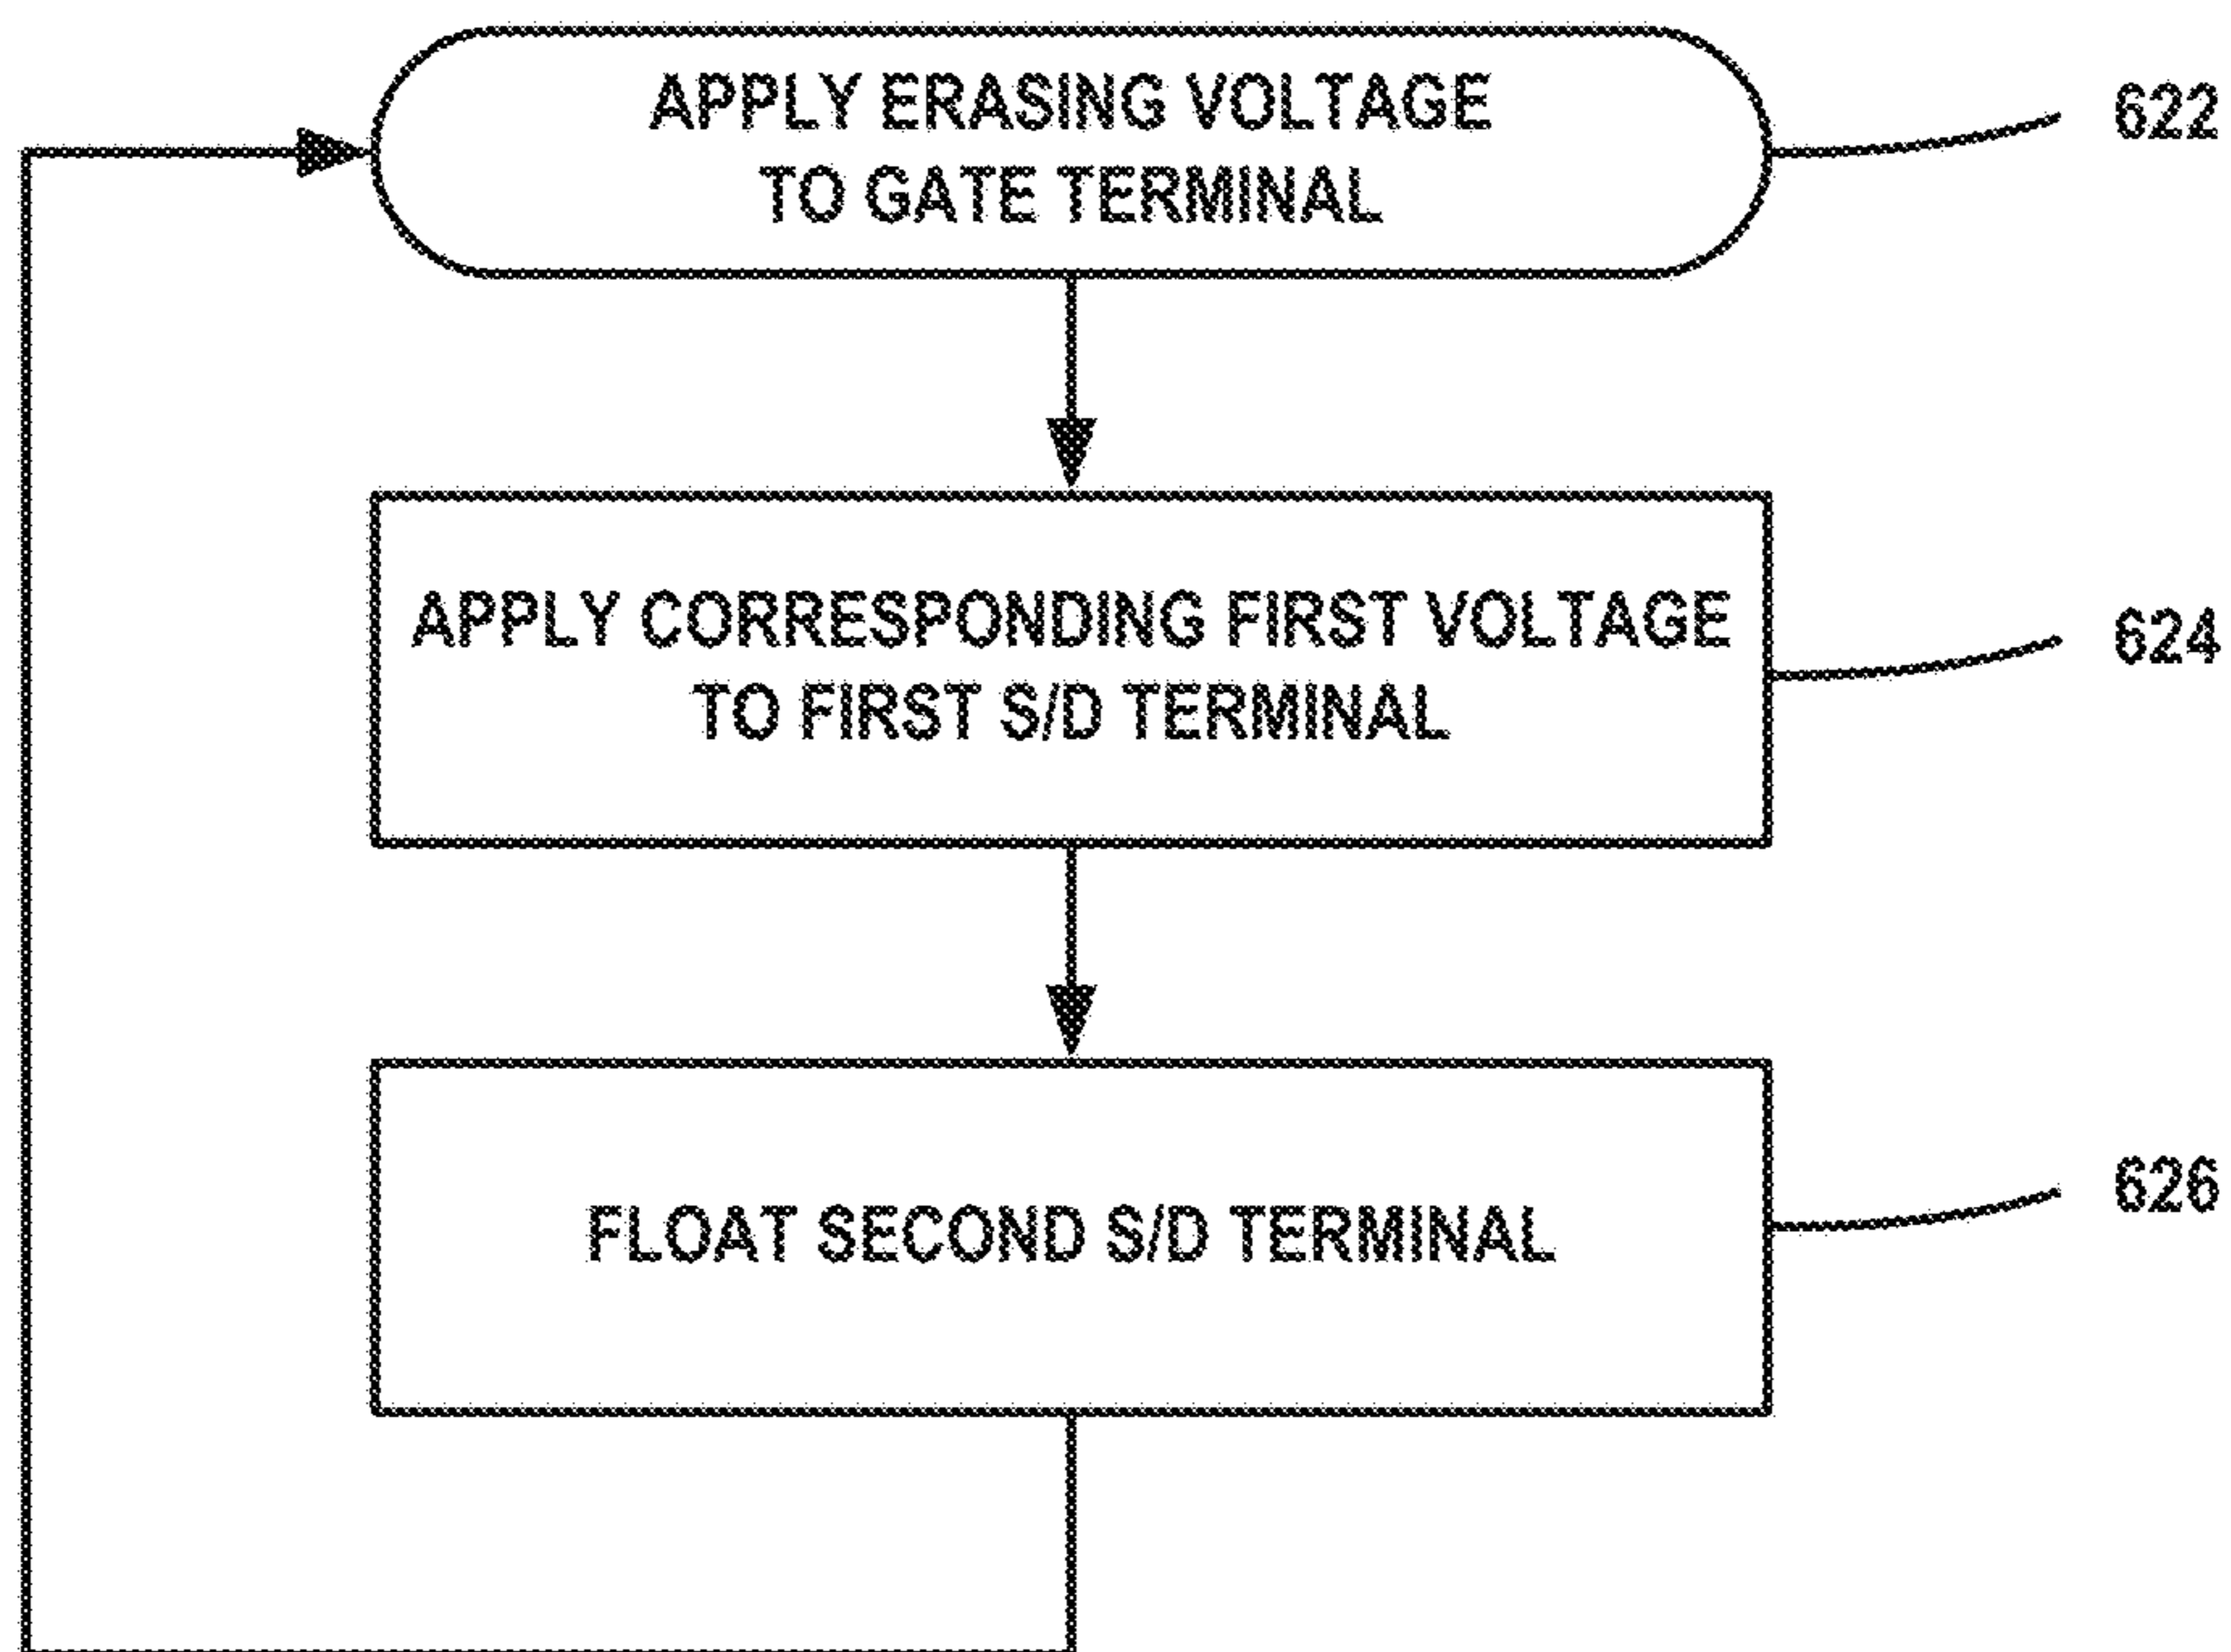 APPLY ERASING VOLTAGE
TO GATE TERMINAL
622
APPLY CORRESPONDING FIRST VOLTAGE
TO FIRST S/D TERMINAL
624
FLOAT SECOND S/D TERMINAL
626